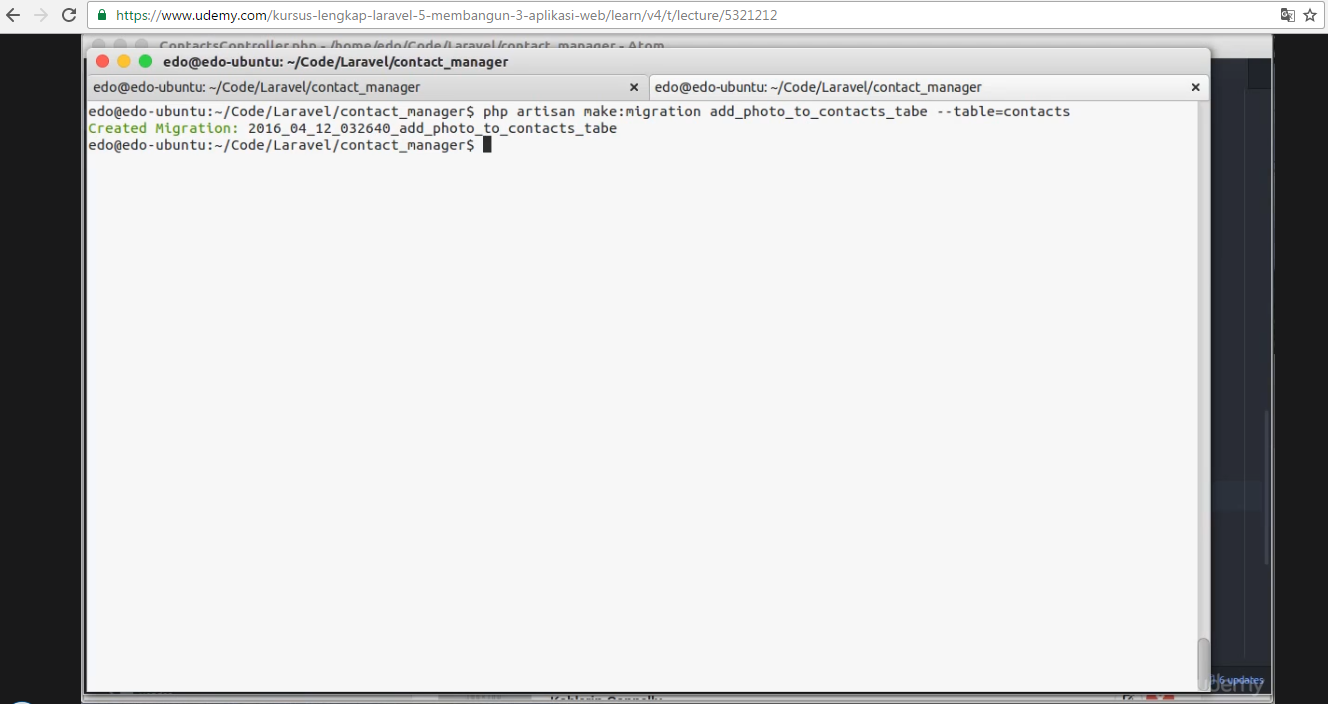 https://www.udemy.com/kursus-lengkap-laravel-5-membangun-3-aplikasi-web/learn/v4/t/lecture/5321212
ContactsController.php - /home/edo/Code/Laravel/contact_manager - Atom
edo@edo-ubuntu: ~/Code/Laravel/contact_manager
edo@edo-ubuntu: ~/Code/Laravel/contact_manager
edo@edo-ubuntu: ~/Code/Laravel/contact_manager
edo@edo-ubuntu:~/Code/Laravel/contact_manager$ php artisan make:migration add_photo_to_contacts_tabe --table=contacts
Created Migration: 2016_04_12_032640_add_photo_to_contacts_tabe
edo@edo-ubuntu:~/Code/Laravel/contact_manager$
updates
udemy